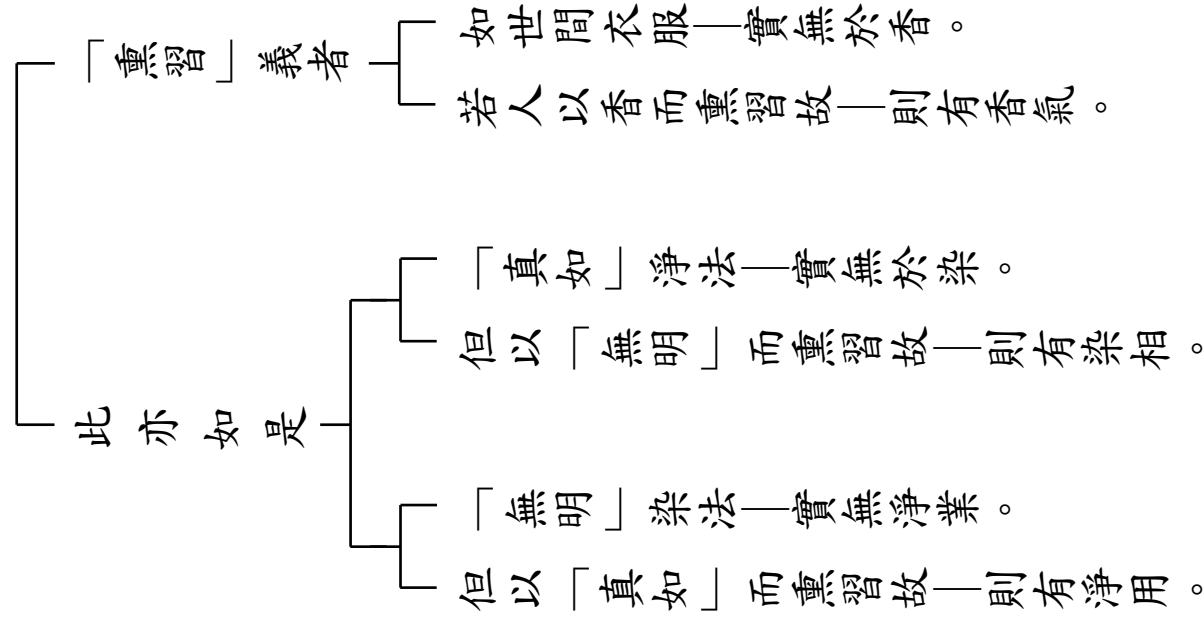 「熏習」義者
如世間衣服—實無於香。
若人以香而熏習故—則有香氣。
此亦如是
「真如」淨法—實無於染。
但以「無明」而熏習故—則有染相。
「無明」染法—實無淨業。
但以「真如」而熏習故—則有淨用。